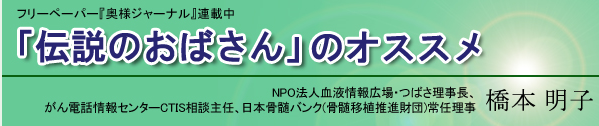 フリーペーパー『奥様ジャーナル』連載中
「伝説のおばさん」のオススメ
NPO法人血液情報広場・つばさ理事長、
がん電話情報センターCTIS相談主任、日本骨髄バンク(骨髄移植推進財団)常任理事 橋本 明子